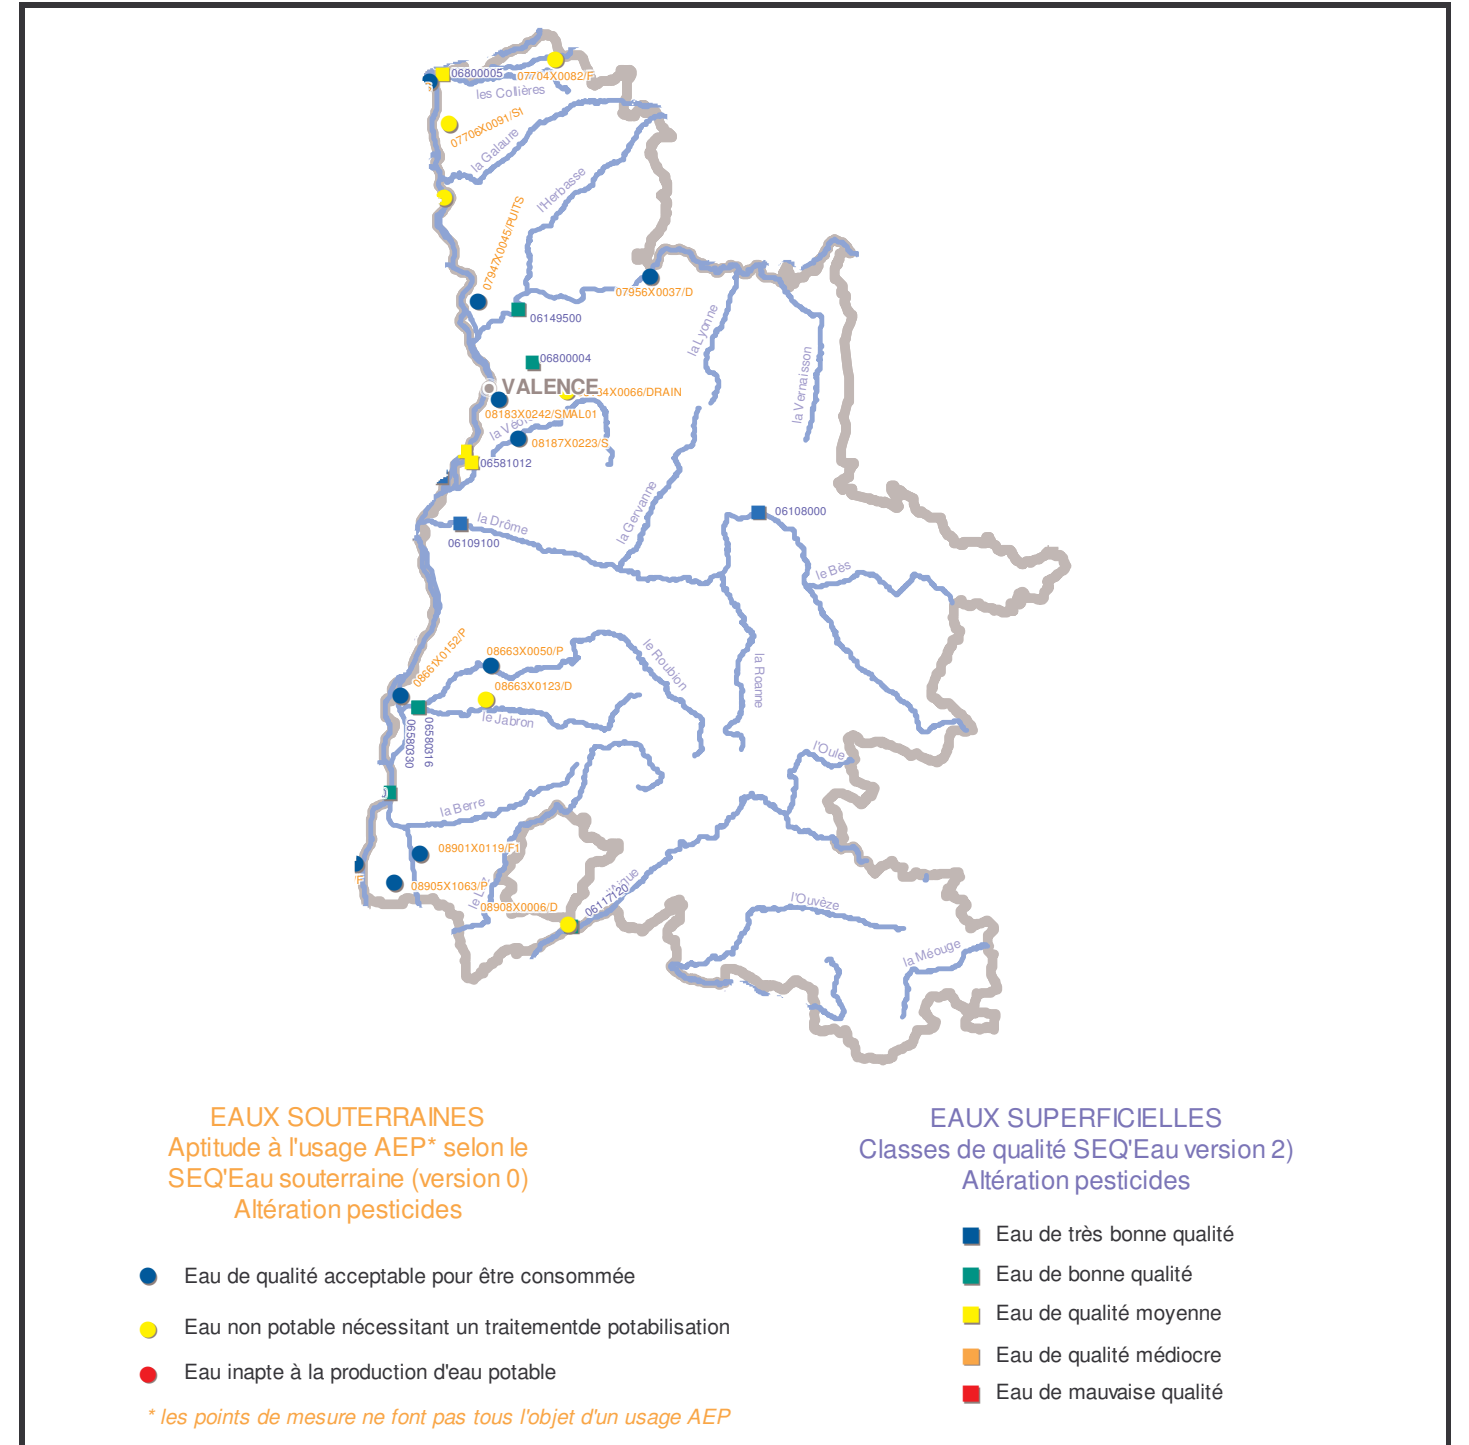 06800005
07704X0082/F
les Collières
07706X0091/S1
la Galaure
l'Herbasse
07947X0045/PUITS
07956X0037/D
06149500
la Lyonne
06800004
la Vernaisson
VALENCE
4X0066/DRAIN
08183X0242/SMAL01
la Véo
08187X0223/S
06581012
la Gervanne
06108000
la Drôme
06109100
le Bès
08661X0152/P
08663X0050/P
le Roubion
la Roanne
08663X0123/D
le Jabron
06580330
06580316
l'Oule
la Berre
08901X0119/F1
08905X1063/P
le L
08908X0006/D
06117120
l'Ouvèze
la Méouge
EAUX SOUTERRAINES
Aptitude à l'usage AEP* selon le
SEQ'Eau souterraine (version 0)
Altération pesticides
Eau de qualité acceptable pour être consommée
Eau non potable nécessitant un traitementde potabilisation
Eau inapte à la production d'eau potable
* les points de mesure ne font pas tous l'objet d'un usage AEP
EAUX SUPERFICIELLES
Classes de qualité SEQ'Eau version 2)
Altération pesticides
Eau de très bonne qualité
Eau de bonne qualité
Eau de qualité moyenne
Eau de qualité médiocre
Eau de mauvaise qualité